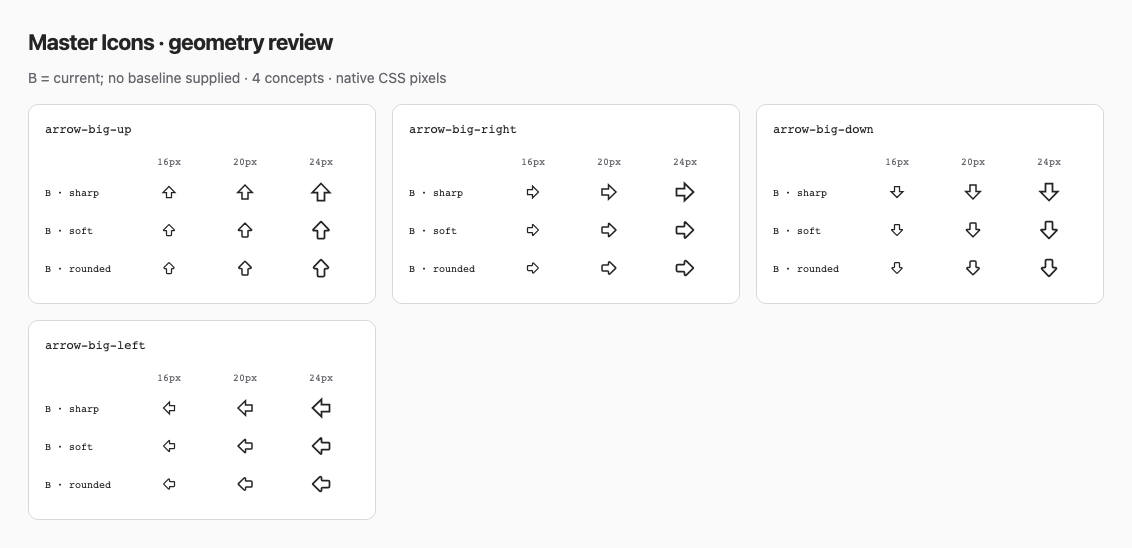 Master Icons · geometry review
B = current; no baseline supplied · 4 concepts · native CSS pixels
arrow-big-up
16px 20px 24px
B · sharp
B · soft
B · rounded
arrow-big-right
16px 20px 24px
B · sharp
B · soft
B · rounded
arrow-big-down
16px 20px 24px
B · sharp
B · soft
B · rounded
arrow-big-left
16px 20px 24px
B · sharp
B · soft
B · rounded